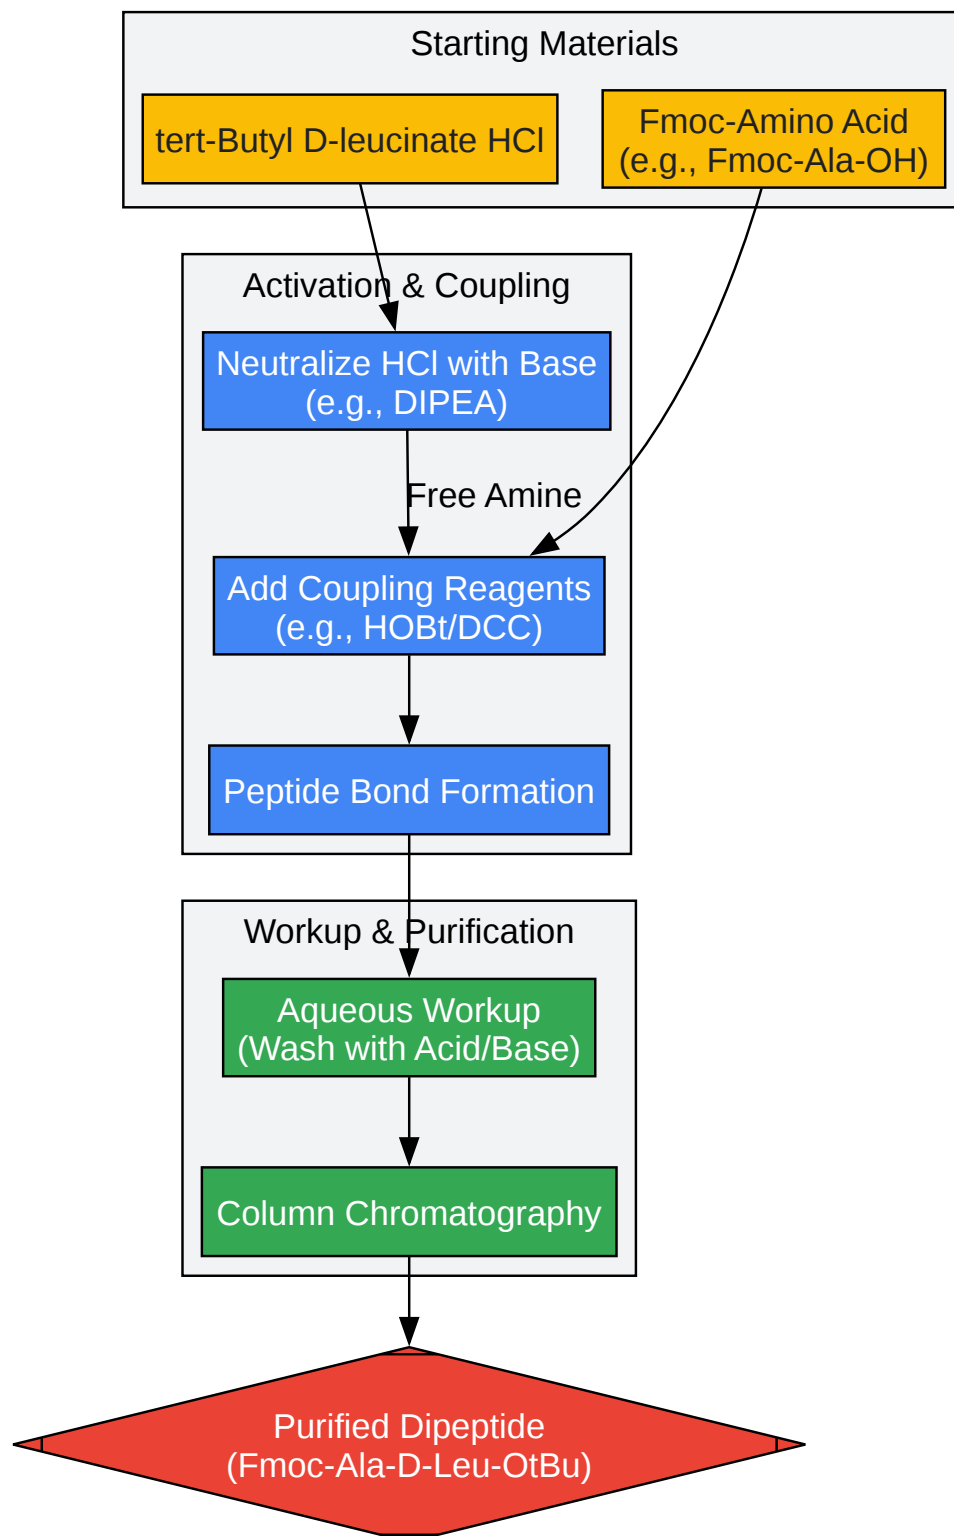 Starting Materials
tert-Butyl D-leucinate HCl
Fmoc-Amino Acid
(e.g., Fmoc-Ala-OH)
Activation & Coupling
Neutralize HCl with Base
(e.g., DIPEA)
Free Amine
Add Coupling Reagents
(e.g., HOBt/DCC)
Peptide Bond Formation
Workup & Purification
Aqueous Workup
(Wash with Acid/Base)
Column Chromatography
Purified Dipeptide
(Fmoc-Ala-D-Leu-OtBu)